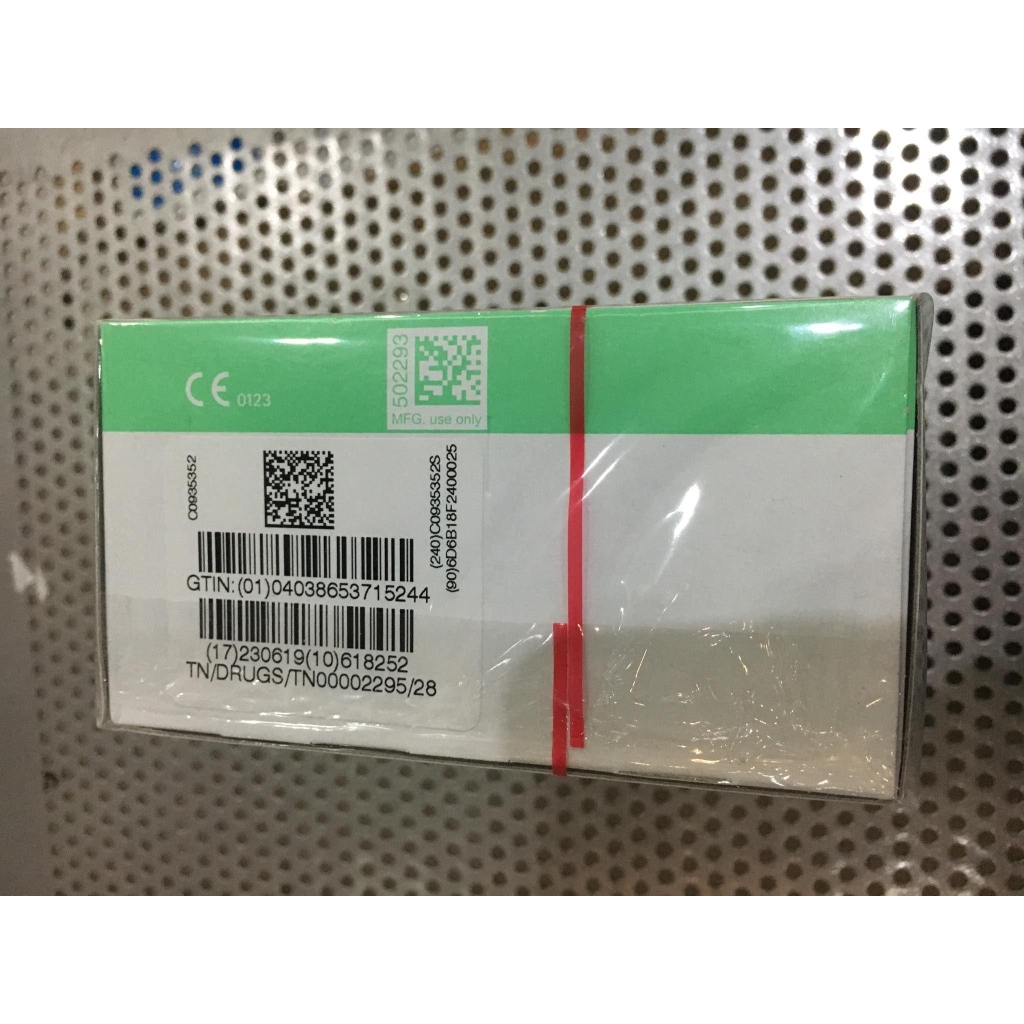 CE 0123
502293
MFG. use only
C0935352
(240)C0935352S
(90)6D6B18F2400025
GTIN:(01)04038653715244
(17)230619(10)618252
TN/DRUGS/TN00002295/28